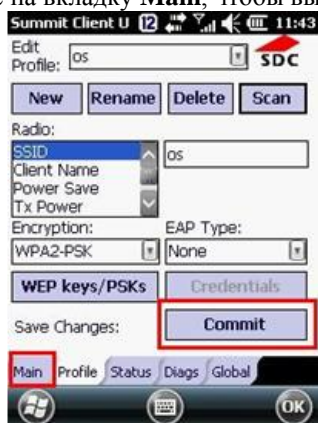 на вкладку Main, чтобы вы
Summit Client U 12 11:43
Edit Profile: os SDC
New Rename Delete Scan
Radio:
SSID os
Client Name
Power Save
Tx Power
Encryption: EAP Type:
WPA2-PSK None
WEP keys/PSKs Credentials
Save Changes: Commit
Main Profile Status Diags Global
OK